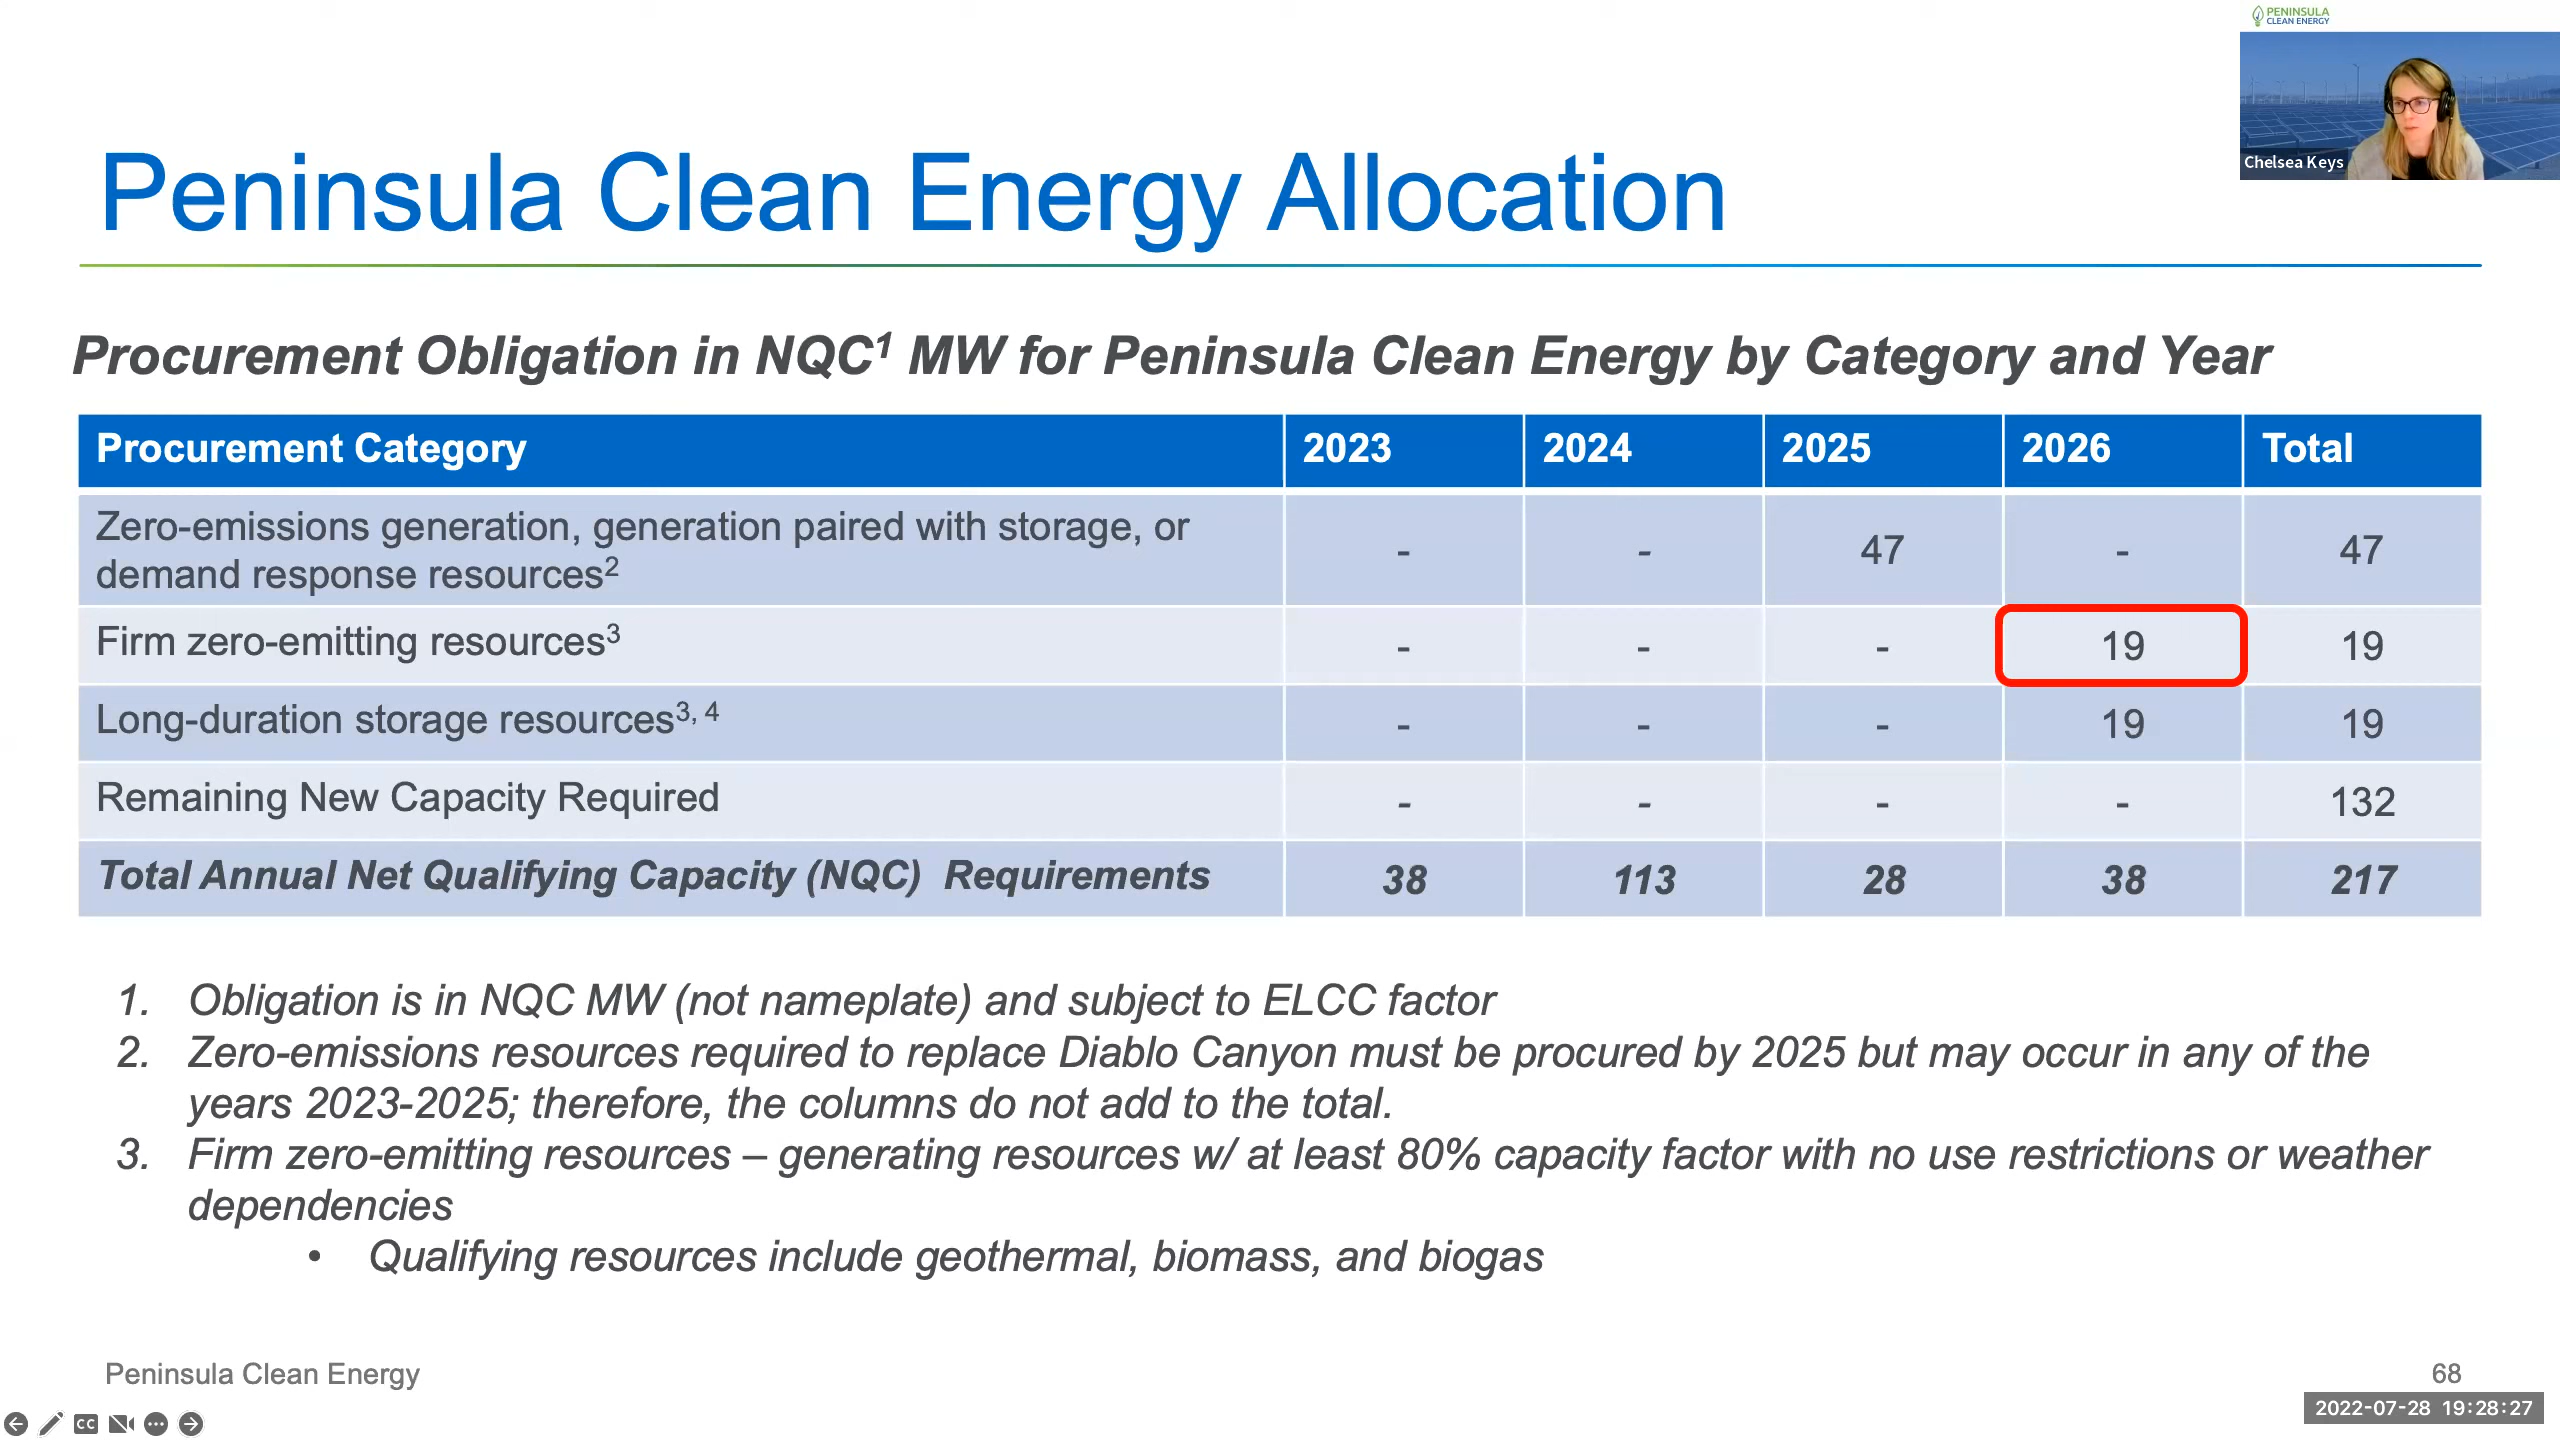 PENINSULA
CLEAN ENERGY
Chelsea Keys
Peninsula Clean Energy Allocation
Procurement Obligation in NQC¹ MW for Peninsula Clean Energy by Category and Year
Procurement Category 2023 2024 2025 2026 Total
Zero-emissions generation, generation paired with storage, or
demand response resources² - - 47 - 47
Firm zero-emitting resources³ - - - 19 19
Long-duration storage resources³, ⁴ - - - 19 19
Remaining New Capacity Required - - - - 132
Total Annual Net Qualifying Capacity (NQC) Requirements 38 113 28 38 217
1. Obligation is in NQC MW (not nameplate) and subject to ELCC factor
2. Zero-emissions resources required to replace Diablo Canyon must be procured by 2025 but may occur in any of the
years 2023-2025; therefore, the columns do not add to the total.
3. Firm zero-emitting resources – generating resources w/ at least 80% capacity factor with no use restrictions or weather
dependencies
• Qualifying resources include geothermal, biomass, and biogas
Peninsula Clean Energy
68
CC
2022-07-28 19:28:27